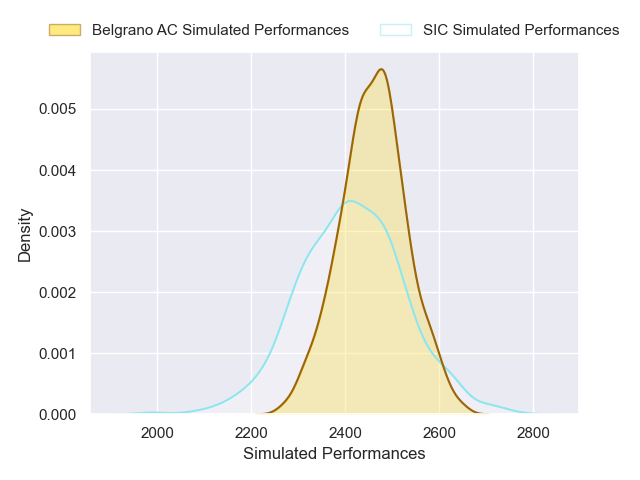 Belgrano AC Simulated Performances
SIC Simulated Performances
0.005
0.004
0.003
0.002
0.001
0.000
Density
2000 2200 2400 2600 2800
Simulated Performances